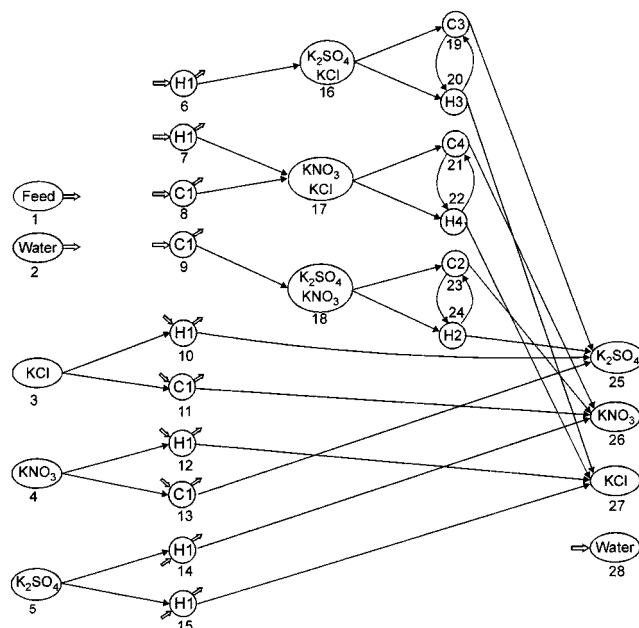 C3
19
K₂SO₄
KCl
16
H1
6
20
H3
H1
7
C4
21
KNO₃
KCl
17
C1
8
Feed
1
22
H4
Water
2
C1
9
C2
23
K₂SO₄
KNO₃
18
24
H2
H1
10
K₂SO₄
25
KCl
3
C1
11
KNO₃
26
H1
12
KNO₃
4
KCl
27
C1
13
H1
14
Water
28
K₂SO₄
5
H1
15